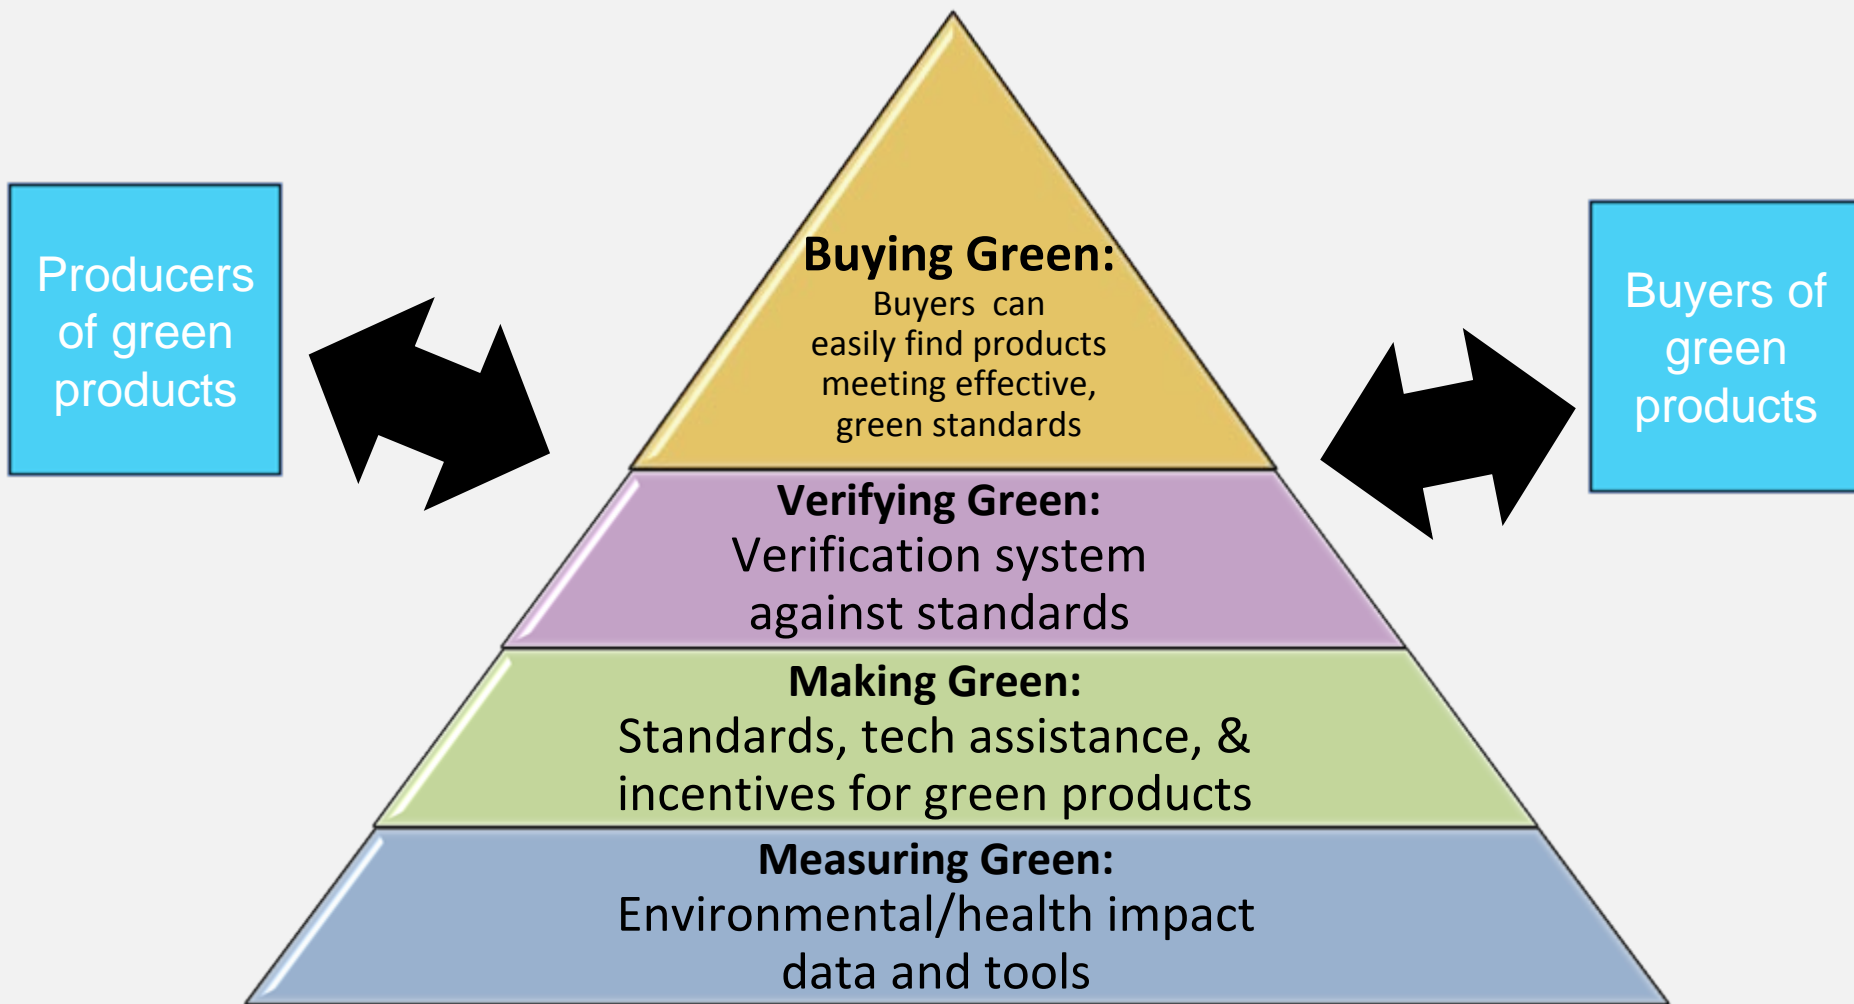 Producers
of green
products
Buying Green:
Buyers can
easily find products
meeting effective,
green standards
Buyers of
green
products
Verifying Green:
Verification system
against standards
Making Green:
Standards, tech assistance, &
incentives for green products
Measuring Green:
Environmental/health impact
data and tools